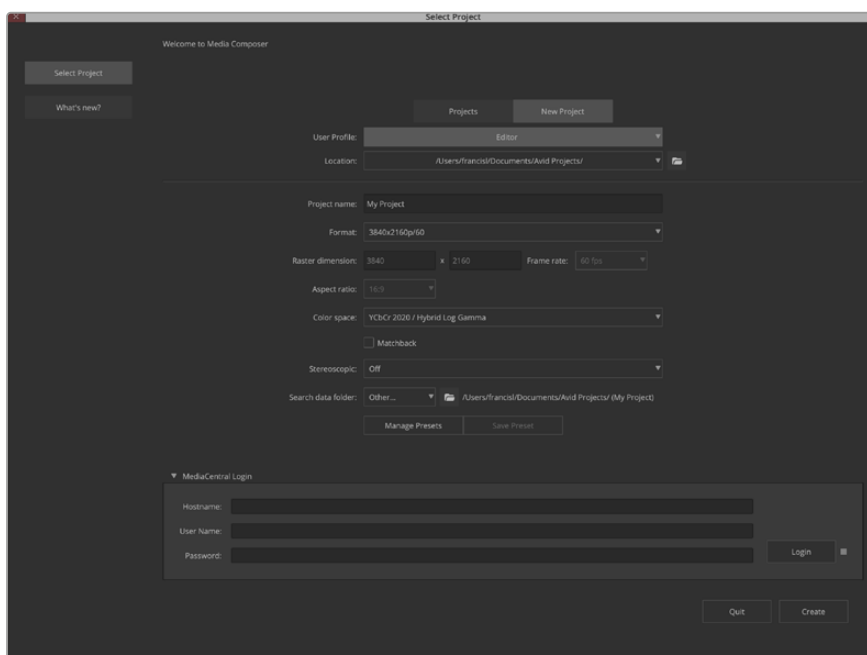 Select Project
Welcome to Media Composer
Select Project
What's new?
Projects New Project
User Profile: Editor
Location: /Users/francisl/Documents/Avid Projects/
Project name: My Project
Format: 3840x2160p/60
Raster dimension: 3840 x 2160 Frame rate: 60 fps
Aspect ratio: 16:9
Color space: YCbCr 2020 / Hybrid Log Gamma
Matchback
Stereoscopic: Off
Search data folder: Other... /Users/francisl/Documents/Avid Projects/ (My Project)
Manage Presets Save Preset
MediaCentral Login
Hostname:
User Name:
Password:
Login
Quit Create